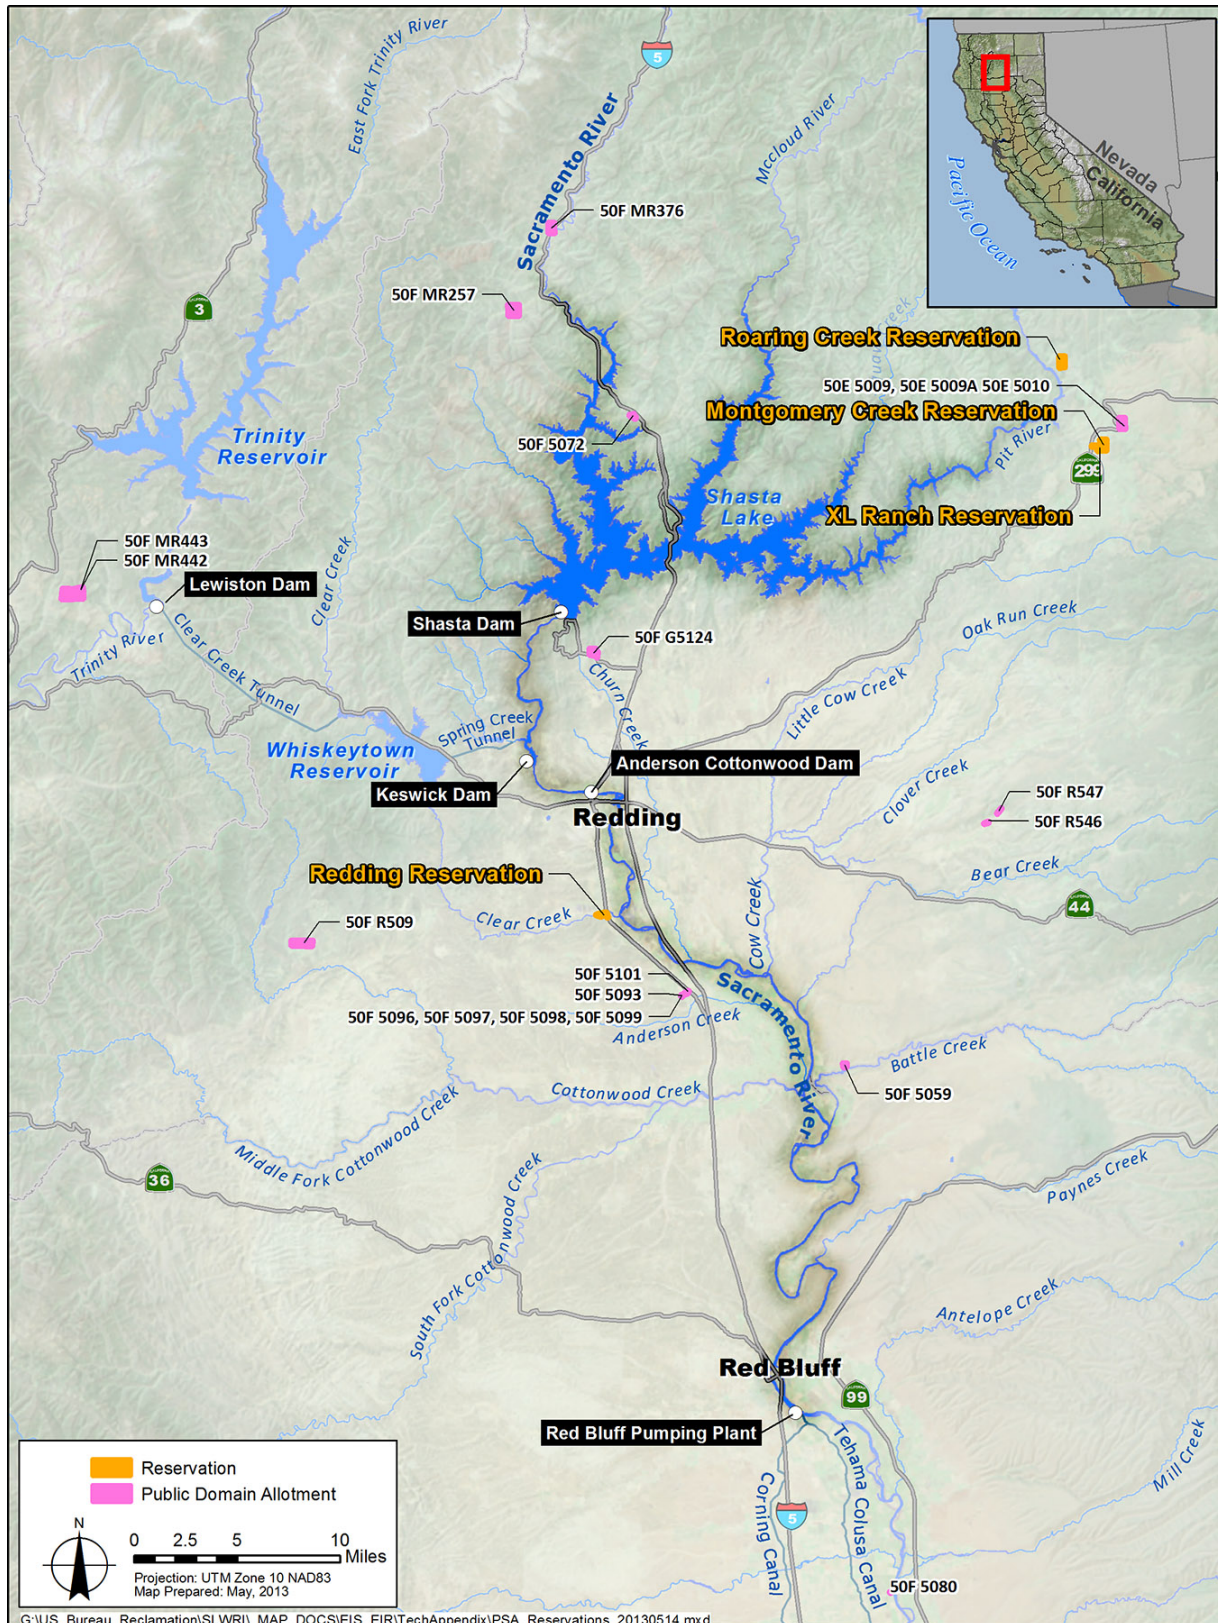 East Fork Trinity River
5
Mccloud River
Sacramento River
Nevada
California
Pacific Ocean
50F MR376
50F MR257
3
Roaring Creek Reservation
50E 5009, 50E 5009A 50E 5010
Montgomery Creek Reservation
50F 5072
Trinity
Reservoir
Pit River
299
Shasta
Lake
XL Ranch Reservation
50F MR443
50F MR442
Lewiston Dam
Clear Creek
Shasta Dam
50F G5124
Oak Run Creek
Trinity River
Clear Creek Tunnel
Churn Creek
Little Cow Creek
Spring Creek
Tunnel
Whiskeytown
Reservoir
Anderson Cottonwood Dam
Keswick Dam
Clover Creek
50F R547
50F R546
Redding
Bear Creek
Redding Reservation
44
Clear Creek
Cow Creek
50F R509
50F 5101
50F 5093
50F 5096, 50F 5097, 50F 5098, 50F 5099
Anderson Creek
Sacramento River
Battle Creek
50F 5059
Cottonwood Creek
Middle Fork Cottonwood Creek
36
Paynes Creek
South Fork Cottonwood Creek
Antelope Creek
Red Bluff
99
Red Bluff Pumping Plant
Tehama Colusa Canal
Corning Canal
Mill Creek
5
50F 5080
Reservation
Public Domain Allotment
N
0 2.5 5 10
Miles
Projection: UTM Zone 10 NAD83
Map Prepared: May, 2013
G:\US_Bureau_Reclamation\SLWRI\_MAP_DOCS\EIS_EIR\TechAppendix\PSA_Reservations_20130514.mxd